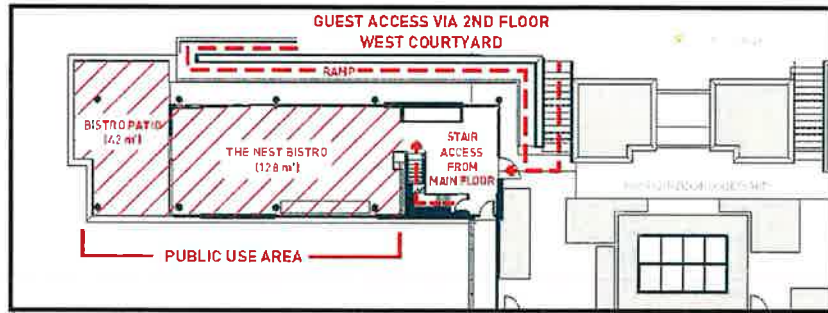 GUEST ACCESS VIA 2ND FLOOR
WEST COURTYARD
RAMP
BISTRO PATIO
(42 m²)
THE NEST BISTRO
(128 m²)
STAIR
ACCESS
FROM
MAIN FLOOR
PUBLIC USE AREA